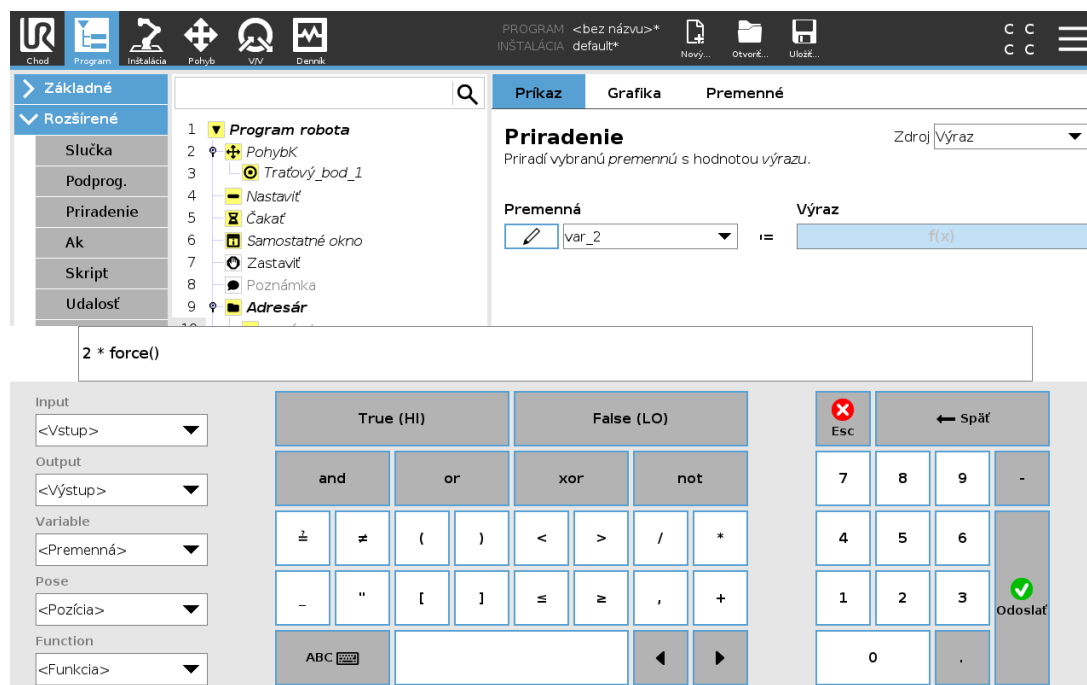 PROGRAM <bez názvu>*
INŠTALÁCIA default*
Chod Program Inštalácia Pohyb V/V Denník Nový... Otvoriť... Uložiť...
C C
C C
Základné
Rozšírené
Slučka
Podprog.
Priradenie
Ak
Skript
Udalosť
1 Program robota
2 PohybK
3 Traťový_bod_1
4 Nastaviť
5 Čakať
6 Samostatné okno
7 Zastaviť
8 Poznámka
9 Adresár
Príkaz Grafika Premenné
Priradenie
Zdroj Výraz
Priradí vybranú premennú s hodnotou výrazu.
Premenná Výraz
var_2 := f(x)
2 * force()
Input
<Vstup>
Output
<Výstup>
Variable
<Premenná>
Pose
<Pozícia>
Function
<Funkcia>
True (HI) False (LO)
and or xor not
≟ ≠ ( ) < > / *
_ " [ ] ≤ ≥ , +
ABC
Esc Späť
7 8 9 -
4 5 6
1 2 3 Odoslať
0 .